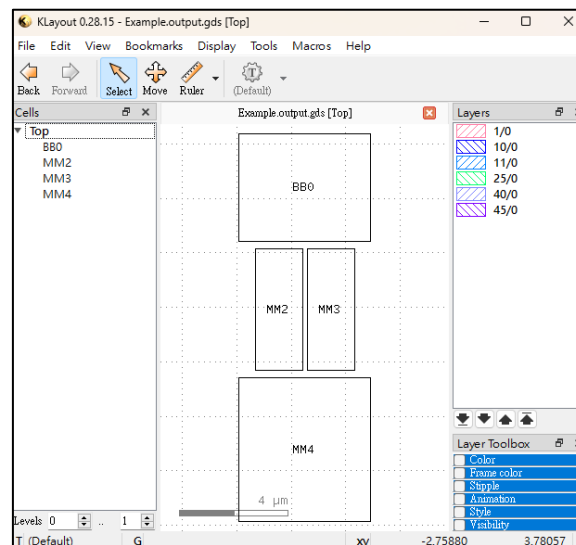 KLayout 0.28.15 - Example.output.gds [Top]
File Edit View Bookmarks Display Tools Macros Help
Back Forward Select Move Ruler (Default)
Cells
Top
BB0
MM2
MM3
MM4
Example.output.gds [Top]
BB0
MM2 MM3
MM4
4 μm
Layers
1/0
10/0
11/0
25/0
40/0
45/0
Layer Toolbox
Color
Frame color
Stipple
Animation
Style
Visibility
Levels 0 .. 1
T (Default) G xy -2.75880 3.78057